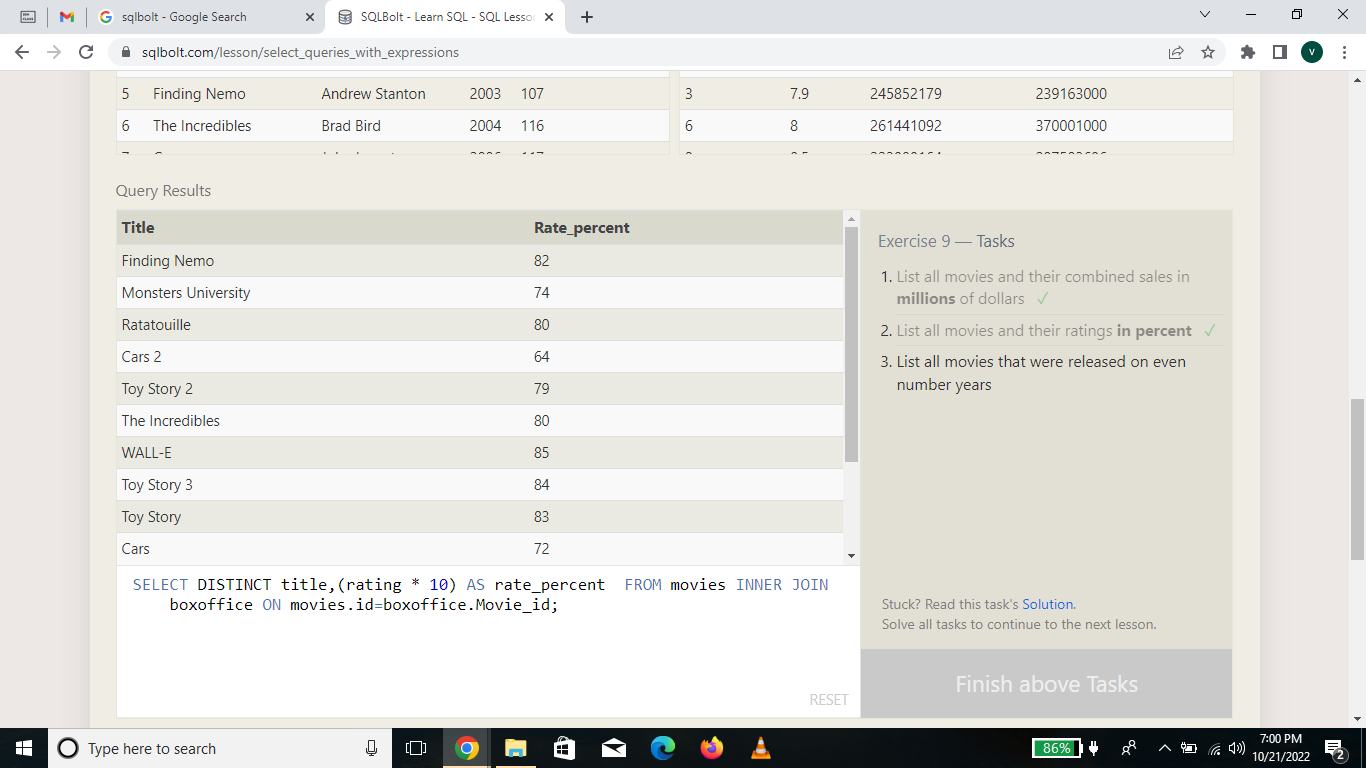 sqlbolt - Google Search
SQLBolt - Learn SQL - SQL Lesso
sqlbolt.com/lesson/select_queries_with_expressions
V
5 Finding Nemo Andrew Stanton 2003 107 3 7.9 245852179 239163000
6 The Incredibles Brad Bird 2004 116 6 8 261441092 370001000
Query Results
Title Rate_percent
Finding Nemo 82
Monsters University 74
Ratatouille 80
Cars 2 64
Toy Story 2 79
The Incredibles 80
WALL-E 85
Toy Story 3 84
Toy Story 83
Cars 72
SELECT DISTINCT title,(rating * 10) AS rate_percent  FROM movies INNER JOIN
boxoffice ON movies.id=boxoffice.Movie_id;
RESET
Exercise 9 — Tasks
1. List all movies and their combined sales in
millions of dollars ✓
2. List all movies and their ratings in percent ✓
3. List all movies that were released on even
number years
Stuck? Read this task's Solution.
Solve all tasks to continue to the next lesson.
Finish above Tasks
Type here to search
86%
7:00 PM
10/21/2022
2